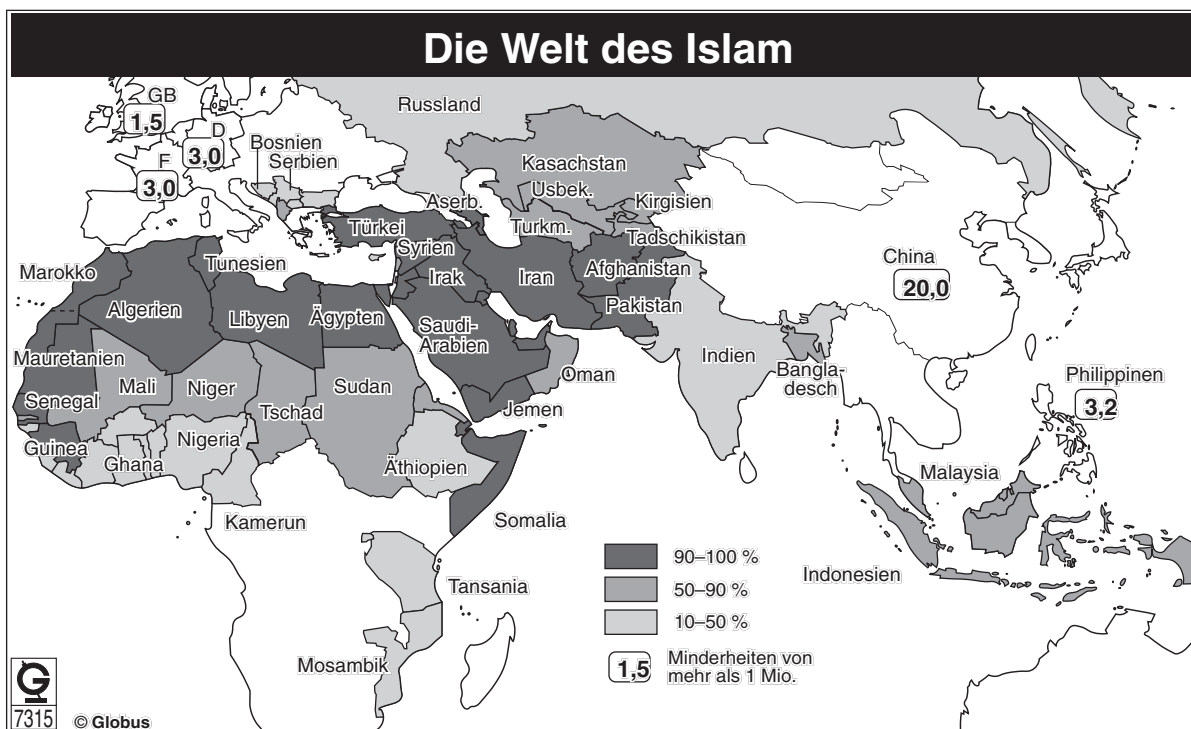 Die Welt des Islam
GB
1,5
D
3,0
F
3,0
Bosnien
Serbien
Russland
Kasachstan
Usbek.
Kirgisien
Aserb.
Turkm.
Tadschikistan
Türkei
Syrien
Irak
Iran
Afghanistan
Pakistan
China
20,0
Marokko
Tunesien
Algerien
Libyen
Ägypten
Saudi-
Arabien
Indien
Bangla-
desch
Oman
Jemen
Philippinen
3,2
Mauretanien
Mali
Niger
Tschad
Sudan
Senegal
Guinea
Ghana
Nigeria
Äthiopien
Kamerun
Somalia
Malaysia
Indonesien
Tansania
Mosambik
90–100 %
50–90 %
10–50 %
1,5
Minderheiten von
mehr als 1 Mio.
G
7315
© Globus